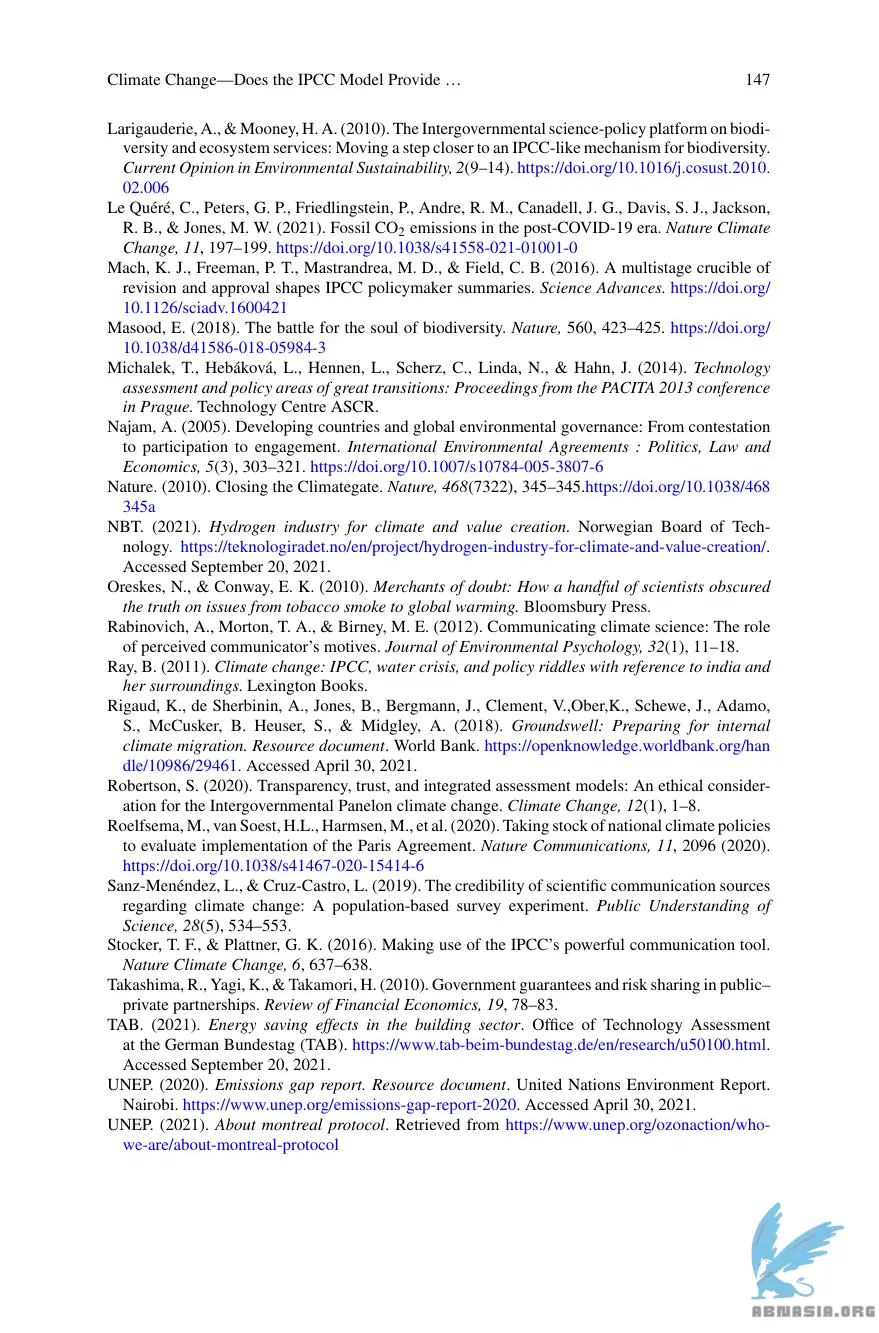 Climate Change—Does the IPCC Model Provide … 147
Larigauderie, A., & Mooney, H. A. (2010). The Intergovernmental science-policy platform on biodi-
versity and ecosystem services: Moving a step closer to an IPCC-like mechanism for biodiversity.
Current Opinion in Environmental Sustainability, 2(9–14). https://doi.org/10.1016/j.cosust.2010.
02.006
Le Quéré, C., Peters, G. P., Friedlingstein, P., Andre, R. M., Canadell, J. G., Davis, S. J., Jackson,
R. B., & Jones, M. W. (2021). Fossil CO2 emissions in the post-COVID-19 era. Nature Climate
Change, 11, 197–199. https://doi.org/10.1038/s41558-021-01001-0
Mach, K. J., Freeman, P. T., Mastrandrea, M. D., & Field, C. B. (2016). A multistage crucible of
revision and approval shapes IPCC policymaker summaries. Science Advances. https://doi.org/
10.1126/sciadv.1600421
Masood, E. (2018). The battle for the soul of biodiversity. Nature, 560, 423–425. https://doi.org/
10.1038/d41586-018-05984-3
Michalek, T., Hebáková, L., Hennen, L., Scherz, C., Linda, N., & Hahn, J. (2014). Technology
assessment and policy areas of great transitions: Proceedings from the PACITA 2013 conference
in Prague. Technology Centre ASCR.
Najam, A. (2005). Developing countries and global environmental governance: From contestation
to participation to engagement. International Environmental Agreements : Politics, Law and
Economics, 5(3), 303–321. https://doi.org/10.1007/s10784-005-3807-6
Nature. (2010). Closing the Climategate. Nature, 468(7322), 345–345.https://doi.org/10.1038/468
345a
NBT. (2021). Hydrogen industry for climate and value creation. Norwegian Board of Tech-
nology. https://teknologiradet.no/en/project/hydrogen-industry-for-climate-and-value-creation/.
Accessed September 20, 2021.
Oreskes, N., & Conway, E. K. (2010). Merchants of doubt: How a handful of scientists obscured
the truth on issues from tobacco smoke to global warming. Bloomsbury Press.
Rabinovich, A., Morton, T. A., & Birney, M. E. (2012). Communicating climate science: The role
of perceived communicator's motives. Journal of Environmental Psychology, 32(1), 11–18.
Ray, B. (2011). Climate change: IPCC, water crisis, and policy riddles with reference to india and
her surroundings. Lexington Books.
Rigaud, K., de Sherbinin, A., Jones, B., Bergmann, J., Clement, V.,Ober,K., Schewe, J., Adamo,
S., McCusker, B. Heuser, S., & Midgley, A. (2018). Groundswell: Preparing for internal
climate migration. Resource document. World Bank. https://openknowledge.worldbank.org/han
dle/10986/29461. Accessed April 30, 2021.
Robertson, S. (2020). Transparency, trust, and integrated assessment models: An ethical consider-
ation for the Intergovernmental Panelon climate change. Climate Change, 12(1), 1–8.
Roelfsema, M., van Soest, H.L., Harmsen, M., et al. (2020). Taking stock of national climate policies
to evaluate implementation of the Paris Agreement. Nature Communications, 11, 2096 (2020).
https://doi.org/10.1038/s41467-020-15414-6
Sanz-Menéndez, L., & Cruz-Castro, L. (2019). The credibility of scientific communication sources
regarding climate change: A population-based survey experiment. Public Understanding of
Science, 28(5), 534–553.
Stocker, T. F., & Plattner, G. K. (2016). Making use of the IPCC's powerful communication tool.
Nature Climate Change, 6, 637–638.
Takashima, R., Yagi, K., & Takamori, H. (2010). Government guarantees and risk sharing in public–
private partnerships. Review of Financial Economics, 19, 78–83.
TAB. (2021). Energy saving effects in the building sector. Office of Technology Assessment
at the German Bundestag (TAB). https://www.tab-beim-bundestag.de/en/research/u50100.html.
Accessed September 20, 2021.
UNEP. (2020). Emissions gap report. Resource document. United Nations Environment Report.
Nairobi. https://www.unep.org/emissions-gap-report-2020. Accessed April 30, 2021.
UNEP. (2021). About montreal protocol. Retrieved from https://www.unep.org/ozonaction/who-
we-are/about-montreal-protocol
ABNASIA.ORG